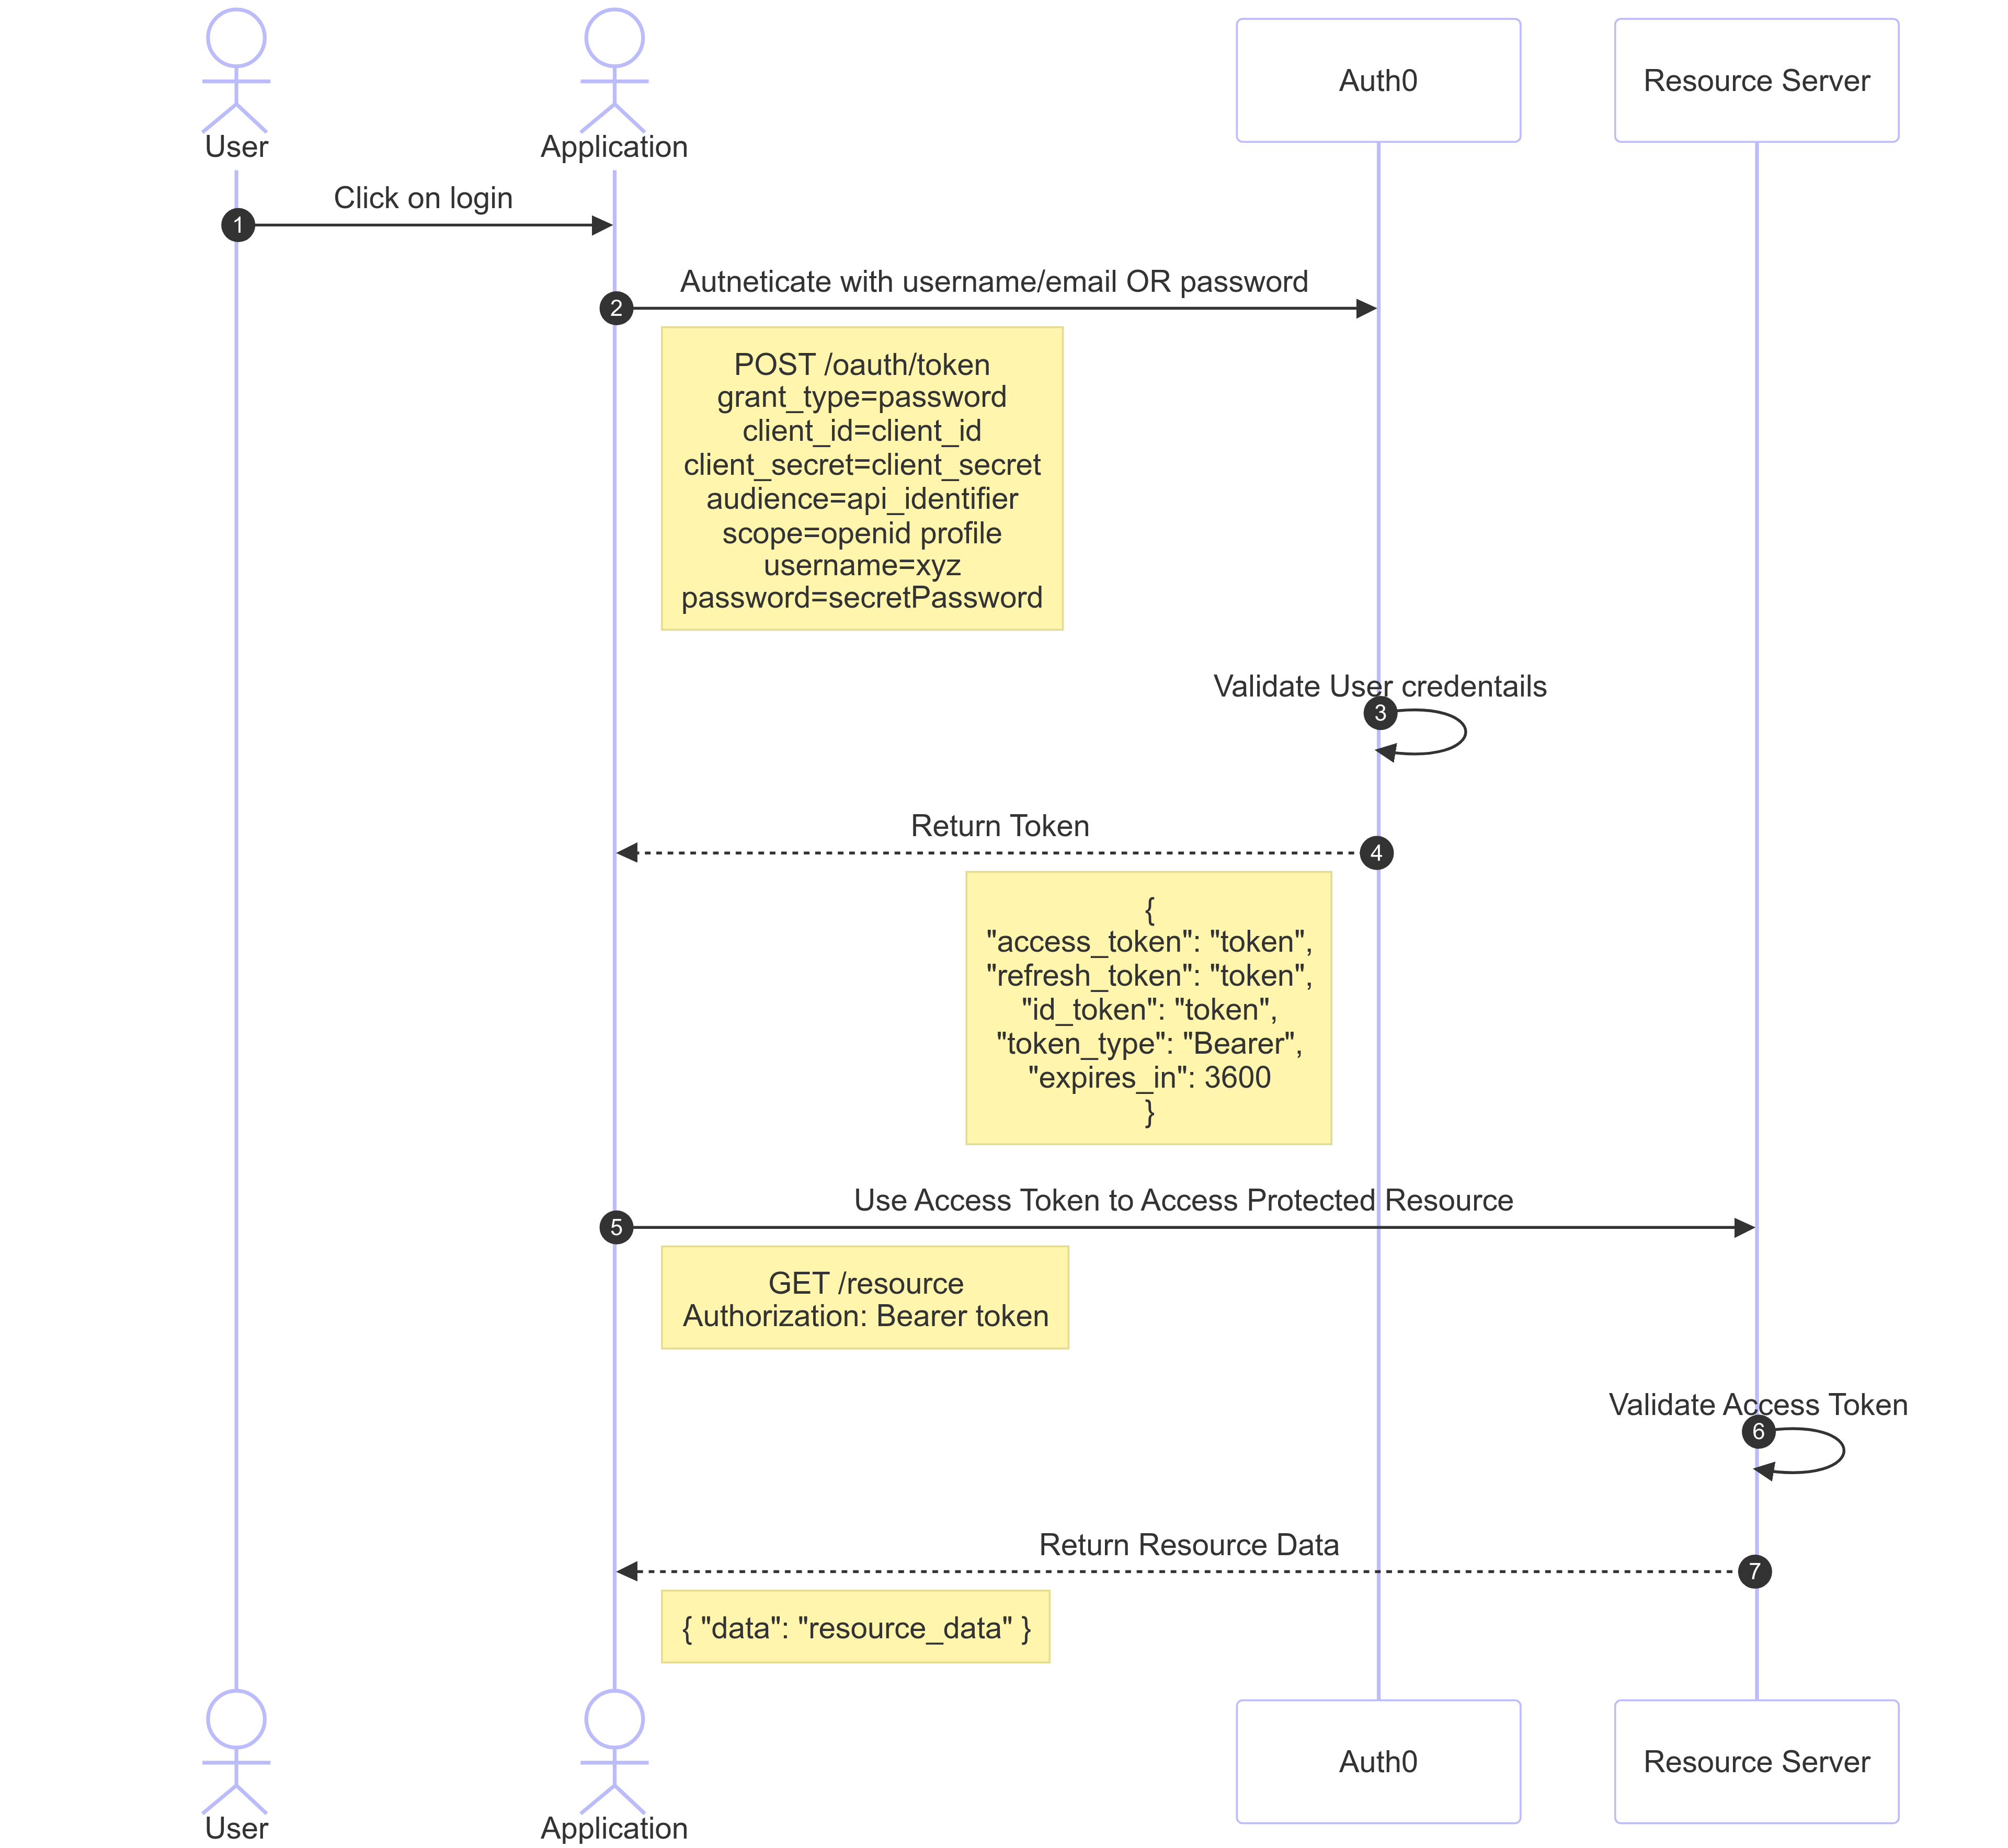 User
Application
Auth0
Resource Server
Click on login
1
Autneticate with username/email OR password
2
POST /oauth/token
grant_type=password
client_id=client_id
client_secret=client_secret
audience=api_identifier
scope=openid profile
username=xyz
password=secretPassword
Validate User credentails
3
Return Token
4
{
"access_token": "token",
"refresh_token": "token",
"id_token": "token",
"token_type": "Bearer",
"expires_in": 3600
}
Use Access Token to Access Protected Resource
5
GET /resource
Authorization: Bearer token
Validate Access Token
6
Return Resource Data
7
{ "data": "resource_data" }
User
Application
Auth0
Resource Server